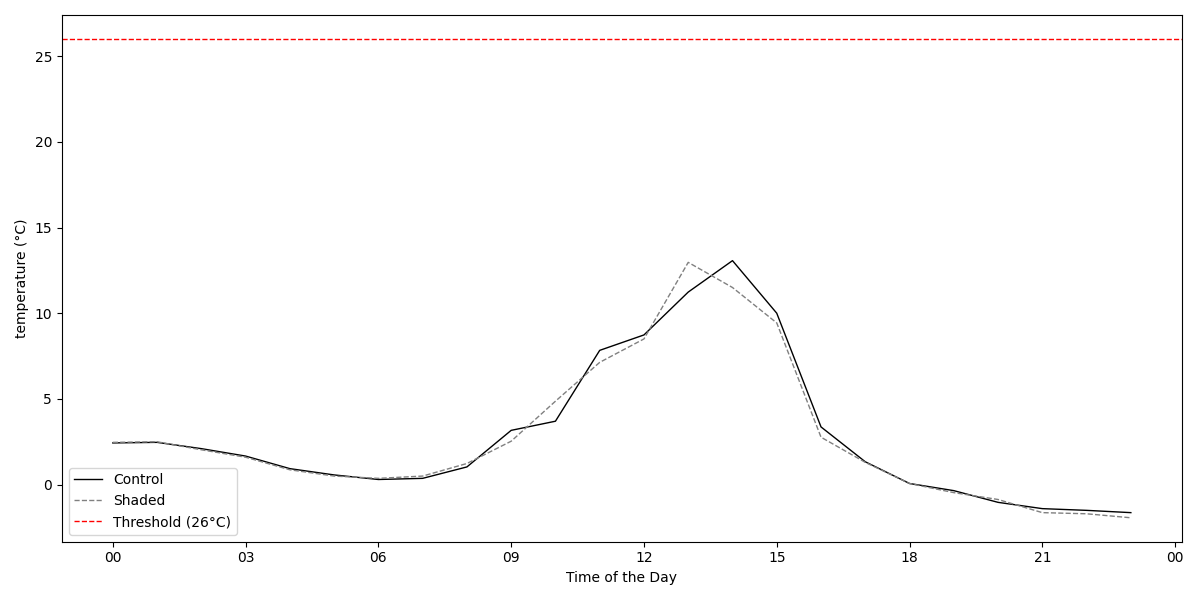 25
20
15
10
5
0
temperature (°C)
Control
Shaded
Threshold (26°C)
00 03 06 09 12 15 18 21 00
Time of the Day